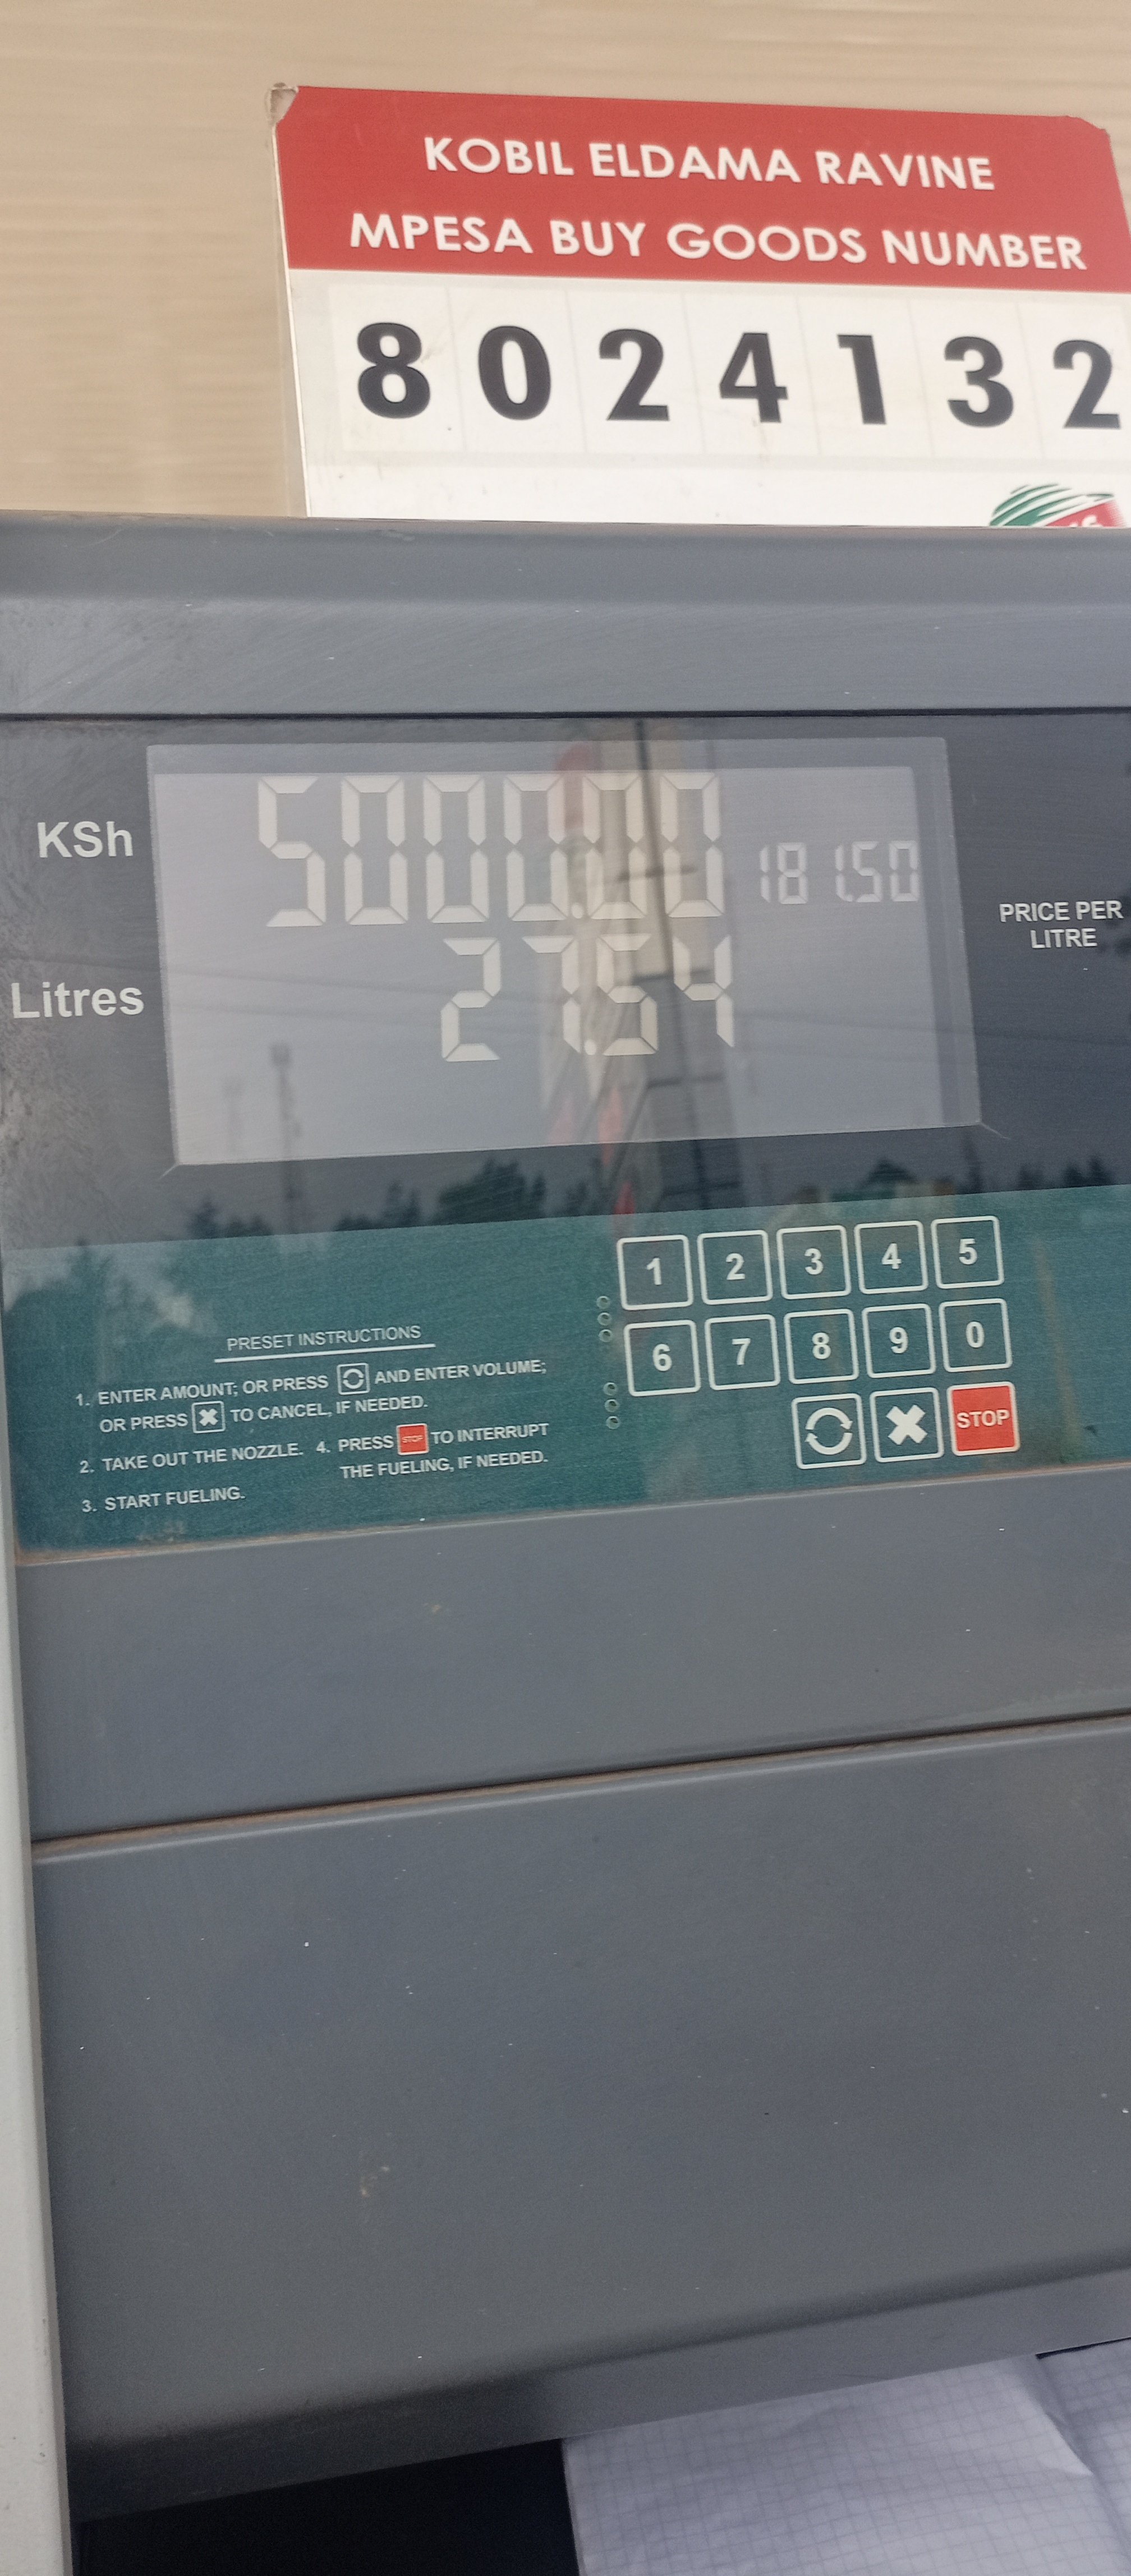 KOBIL ELDAMA RAVINE
MPESA BUY GOODS NUMBER
8024132
KSh 5000.00 181.50 PRICE PER LITRE
Litres 27.54
1 2 3 4 5
6 7 8 9 0
STOP
PRESET INSTRUCTIONS
1. ENTER AMOUNT; OR PRESS AND ENTER VOLUME;
OR PRESS TO CANCEL, IF NEEDED.
2. TAKE OUT THE NOZZLE. 4. PRESS STOP TO INTERRUPT
THE FUELING, IF NEEDED.
3. START FUELING.